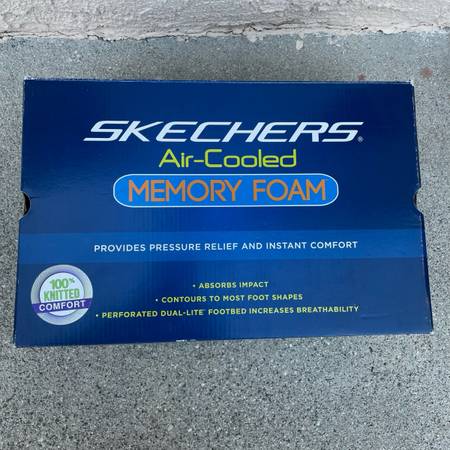 SKECHERS®
Air-Cooled
MEMORY FOAM
PROVIDES PRESSURE RELIEF AND INSTANT COMFORT
• ABSORBS IMPACT
• CONTOURS TO MOST FOOT SHAPES
• PERFORATED DUAL-LITE® FOOTBED INCREASES BREATHABILITY
100%
KNITTED
COMFORT